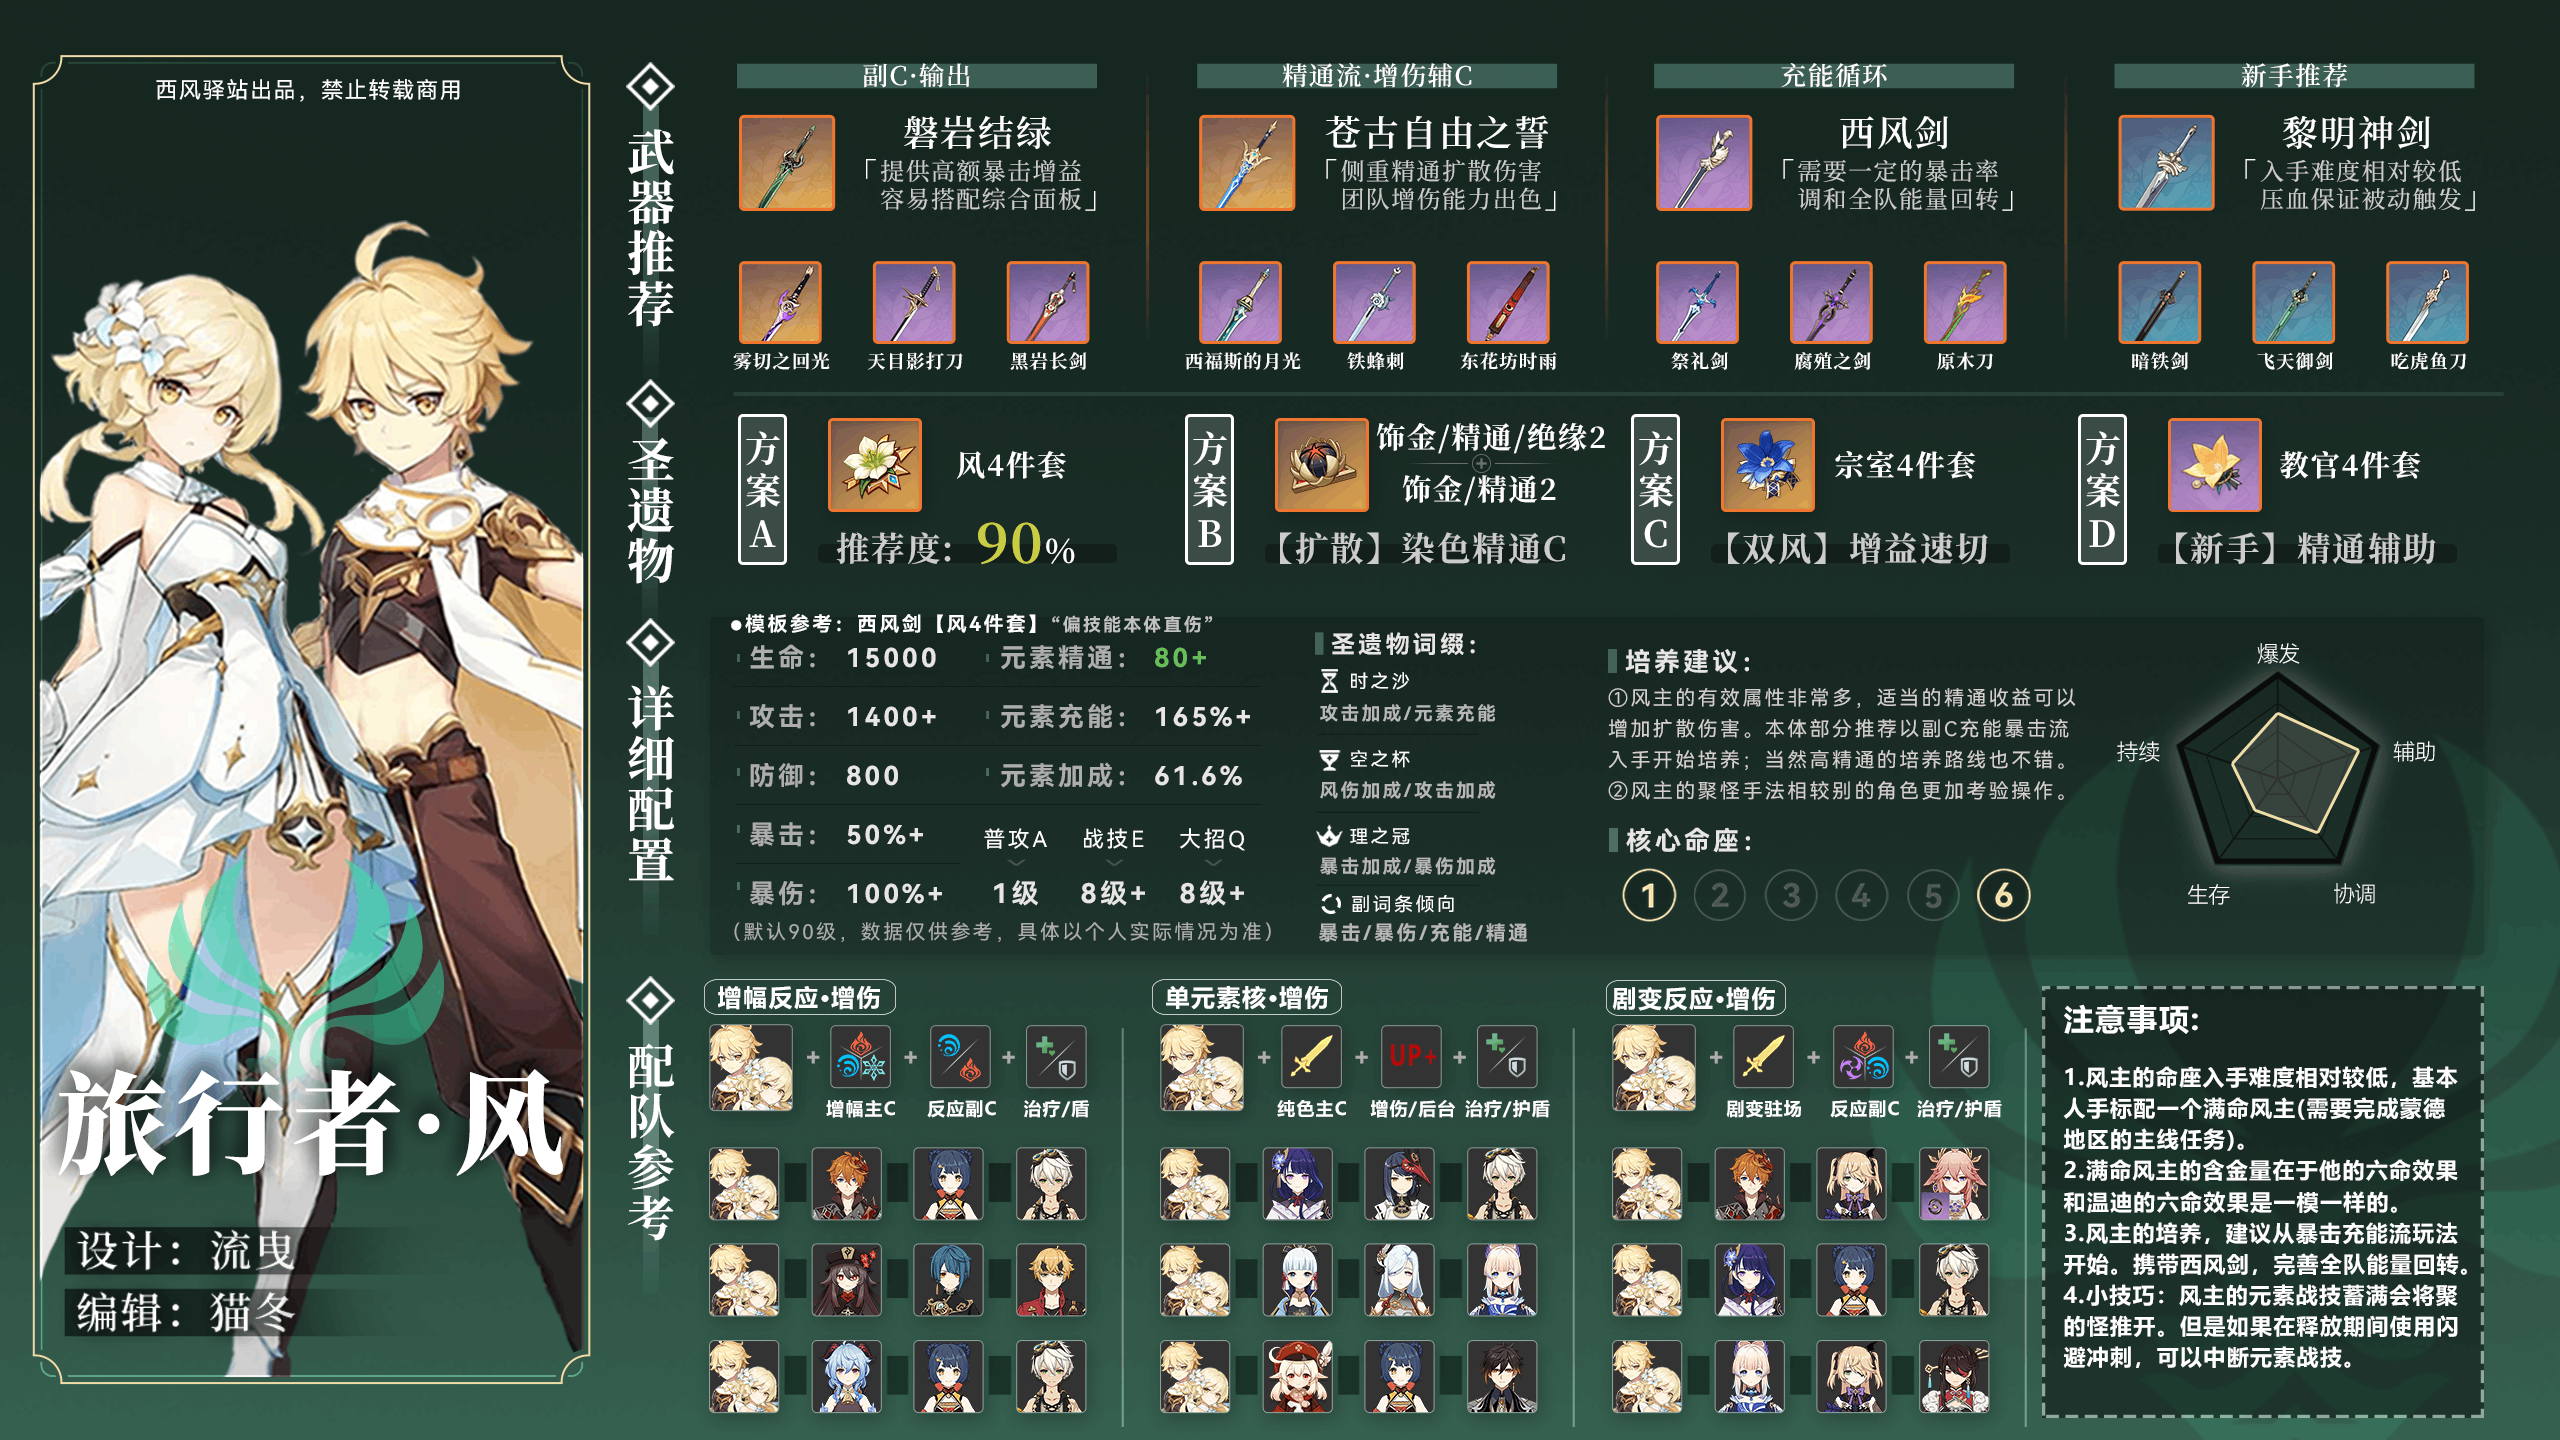 西风驿站出品，禁止转载商用
旅行者·风
设计：流曳
编辑：猫冬
武器推荐
副C·输出
磐岩结绿
「提供高额暴击增益
容易搭配综合面板」
雾切之回光
天目影打刀
黑岩长剑
精通流·增伤辅C
苍古自由之誓
「侧重精通扩散伤害
团队增伤能力出色」
西福斯的月光
铁蜂刺
东花坊时雨
充能循环
西风剑
「需要一定的暴击率
调和全队能量回转」
祭礼剑
腐殖之剑
原木刀
新手推荐
黎明神剑
「入手难度相对较低
压血保证被动触发」
暗铁剑
飞天御剑
吃虎鱼刀
圣遗物
方案A
风4件套
推荐度：90%
方案B
饰金/精通/绝缘2
饰金/精通2
【扩散】染色精通C
方案C
宗室4件套
【双风】增益速切
方案D
教官4件套
【新手】精通辅助
详细配置
●模板参考：西风剑【风4件套】“偏技能本体直伤”
生命：15000
元素精通：80+
攻击：1400+
元素充能：165%+
防御：800
元素加成：61.6%
暴击：50%+
普攻A 战技E 大招Q
暴伤：100%+
1级 8级+ 8级+
(默认90级，数据仅供参考，具体以个人实际情况为准)
圣遗物词缀：
时之沙
攻击加成/元素充能
空之杯
风伤加成/攻击加成
理之冠
暴击加成/暴伤加成
副词条倾向
暴击/暴伤/充能/精通
培养建议：
①风主的有效属性非常多，适当的精通收益可以
增加扩散伤害。本体部分推荐以副C充能暴击流
入手开始培养；当然高精通的培养路线也不错。
②风主的聚怪手法相较别的角色更加考验操作。
核心命座：
1 2 3 4 5 6
爆发
辅助
协调
生存
持续
配队参考
增幅反应·增伤
+ + +
增幅主C 反应副C 治疗/盾
单元素核·增伤
+ + UP+ +
纯色主C 增伤/后台 治疗/护盾
剧变反应·增伤
+ + +
剧变驻场 反应副C 治疗/护盾
注意事项:
1.风主的命座入手难度相对较低，基本
人手标配一个满命风主(需要完成蒙德
地区的主线任务)。
2.满命风主的含金量在于他的六命效果
和温迪的六命效果是一模一样的。
3.风主的培养，建议从暴击充能流玩法
开始。携带西风剑，完善全队能量回转。
4.小技巧：风主的元素战技蓄满会将聚
的怪推开。但是如果在释放期间使用闪
避冲刺，可以中断元素战技。